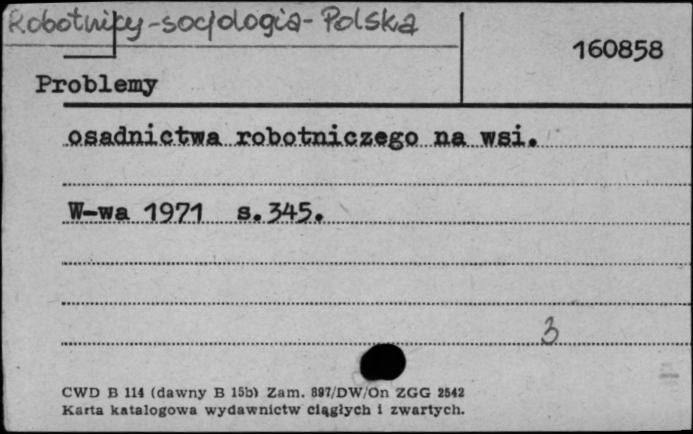 Robotnicy - socjologia - Polska
160858
Problemy
osadnictwa robotniczego na wsi.
W-wa 1971 s. 345.
3
CWD B 114 (dawny B 15b) Zam. 897/DW/On ZGG 2542
Karta katalogowa wydawnictw ciągłych i zwartych.